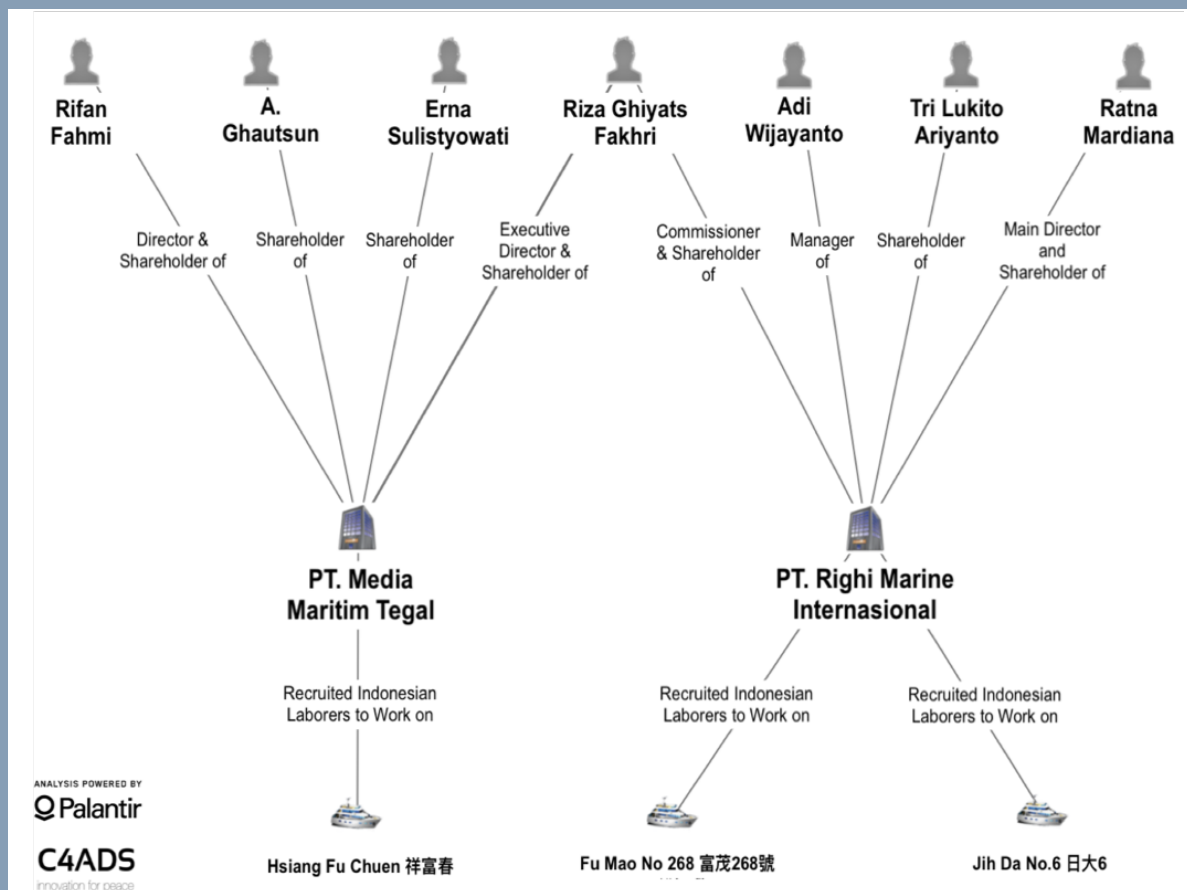 Rifan
Fahmi
A.
Ghautsun
Erna
Sulistyowati
Riza Ghiyats
Fakhri
Adi
Wijayanto
Tri Lukito
Ariyanto
Ratna
Mardiana
Director &
Shareholder of
Shareholder
of
Shareholder
of
Executive
Director &
Shareholder of
Commissioner
& Shareholder
of
Manager
of
Shareholder
of
Main Director
and
Shareholder of
PT. Media
Maritim Tegal
PT. Righi Marine
Internasional
Recruited Indonesian
Laborers to Work on
Recruited Indonesian
Laborers to Work on
Recruited Indonesian
Laborers to Work on
Hsiang Fu Chuen 祥富春
Fu Mao No 268 富茂268號
Jih Da No.6 日大6
ANALYSIS POWERED BY
Palantir
C4ADS
innovation for peace